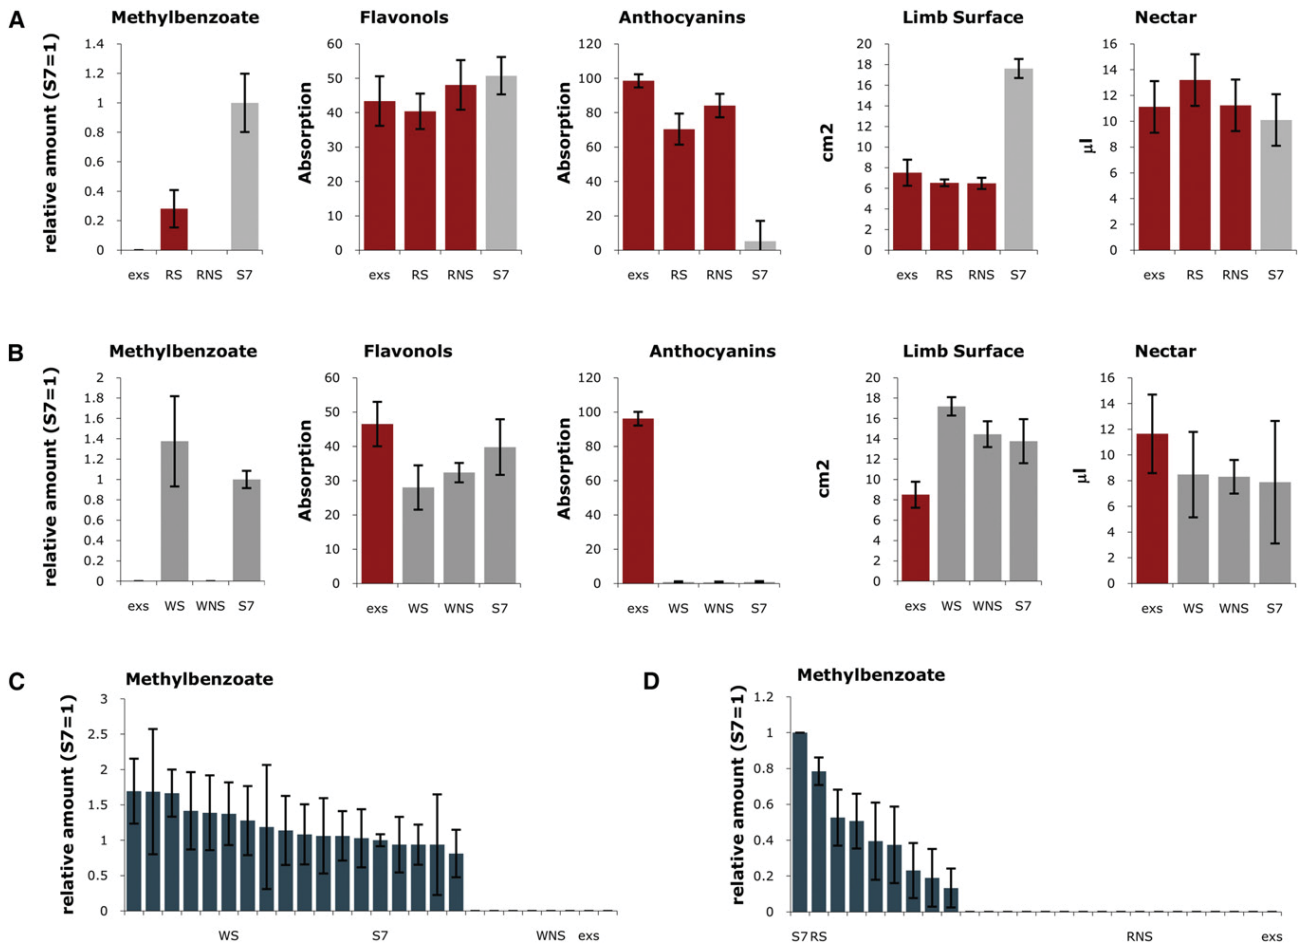 A
Methylbenzoate
relative amount (S7=1)
1.4
1.2
1
0.8
0.6
0.4
0.2
0
exs RS RNS S7
Flavonols
Absorption
60
50
40
30
20
10
0
exs RS RNS S7
Anthocyanins
Absorption
120
100
80
60
40
20
0
exs RS RNS S7
Limb Surface
cm2
20
18
16
14
12
10
8
6
4
2
0
exs RS RNS S7
Nectar
µl
16
14
12
10
8
6
4
2
0
exs RS RNS S7
B
Methylbenzoate
relative amount (S7=1)
2
1.8
1.6
1.4
1.2
1
0.8
0.6
0.4
0.2
0
exs WS WNS S7
Flavonols
Absorption
60
50
40
30
20
10
0
exs WS WNS S7
Anthocyanins
Absorption
120
100
80
60
40
20
0
exs WS WNS S7
Limb Surface
cm2
20
18
16
14
12
10
8
6
4
2
0
exs WS WNS S7
Nectar
µl
16
14
12
10
8
6
4
2
0
exs WS WNS S7
C
Methylbenzoate
relative amount (S7=1)
3
2.5
2
1.5
1
0.5
0
WS S7 WNS exs
D
Methylbenzoate
relative amount (S7=1)
1.2
1
0.8
0.6
0.4
0.2
0
S7 RS RNS exs